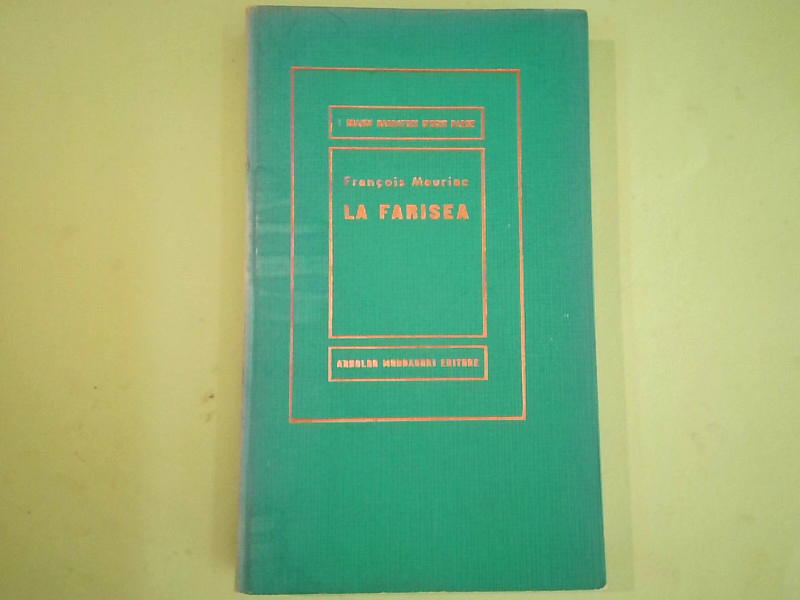 I GRANDI NARRATORI D'OGNI PAESE
François Mauriac
LA FARISEA
ARNOLDO MONDADORI EDITORE